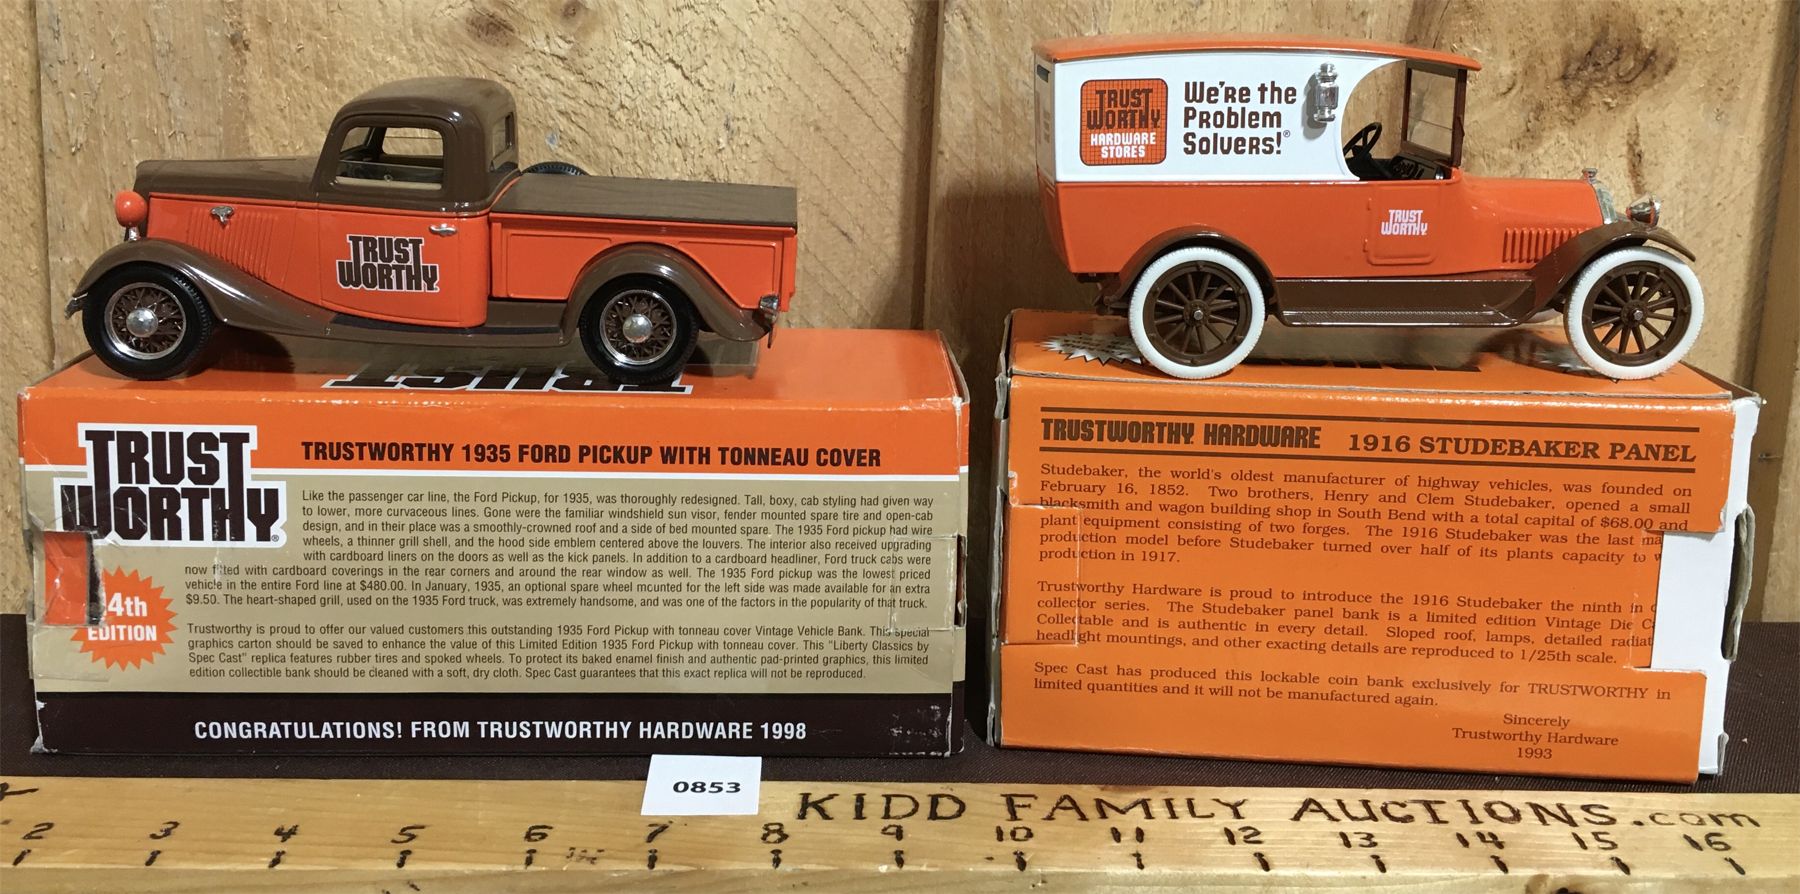 TRUST
WORTHY
TRUST
WORTHY
HARDWARE
STORES
We're the
Problem
Solvers!®
TRUST
WORTHY
TRUST
TRUST
WORTHY®
TRUSTWORTHY 1935 FORD PICKUP WITH TONNEAU COVER
Like the passenger car line, the Ford Pickup, for 1935, was thoroughly redesigned. Tall, boxy, cab styling had given way
to lower, more curvaceous lines. Gone were the familiar windshield sun visor, fender mounted spare tire and open-cab
design, and in their place was a smoothly-crowned roof and a side of bed mounted spare. The 1935 Ford pickup had wire
wheels, a thinner grill shell, and the hood side emblem centered above the louvers. The interior also received upgrading
with cardboard liners on the doors as well as the kick panels. In addition to a cardboard headliner, Ford truck cabs were
now fitted with cardboard coverings in the rear corners and around the rear window as well. The 1935 Ford pickup was the lowest priced
vehicle in the entire Ford line at $480.00. In January, 1935, an optional spare wheel mounted for the left side was made available for an extra
$9.50. The heart-shaped grill, used on the 1935 Ford truck, was extremely handsome, and was one of the factors in the popularity of that truck.
4th
EDITION
Trustworthy is proud to offer our valued customers this outstanding 1935 Ford Pickup with tonneau cover Vintage Vehicle Bank. This special
graphics carton should be saved to enhance the value of this Limited Edition 1935 Ford Pickup with tonneau cover. This "Liberty Classics by
Spec Cast" replica features rubber tires and spoked wheels. To protect its baked enamel finish and authentic pad-printed graphics, this limited
edition collectible bank should be cleaned with a soft, dry cloth. Spec Cast guarantees that this exact replica will not be reproduced.
CONGRATULATIONS! FROM TRUSTWORTHY HARDWARE 1998
TRUSTWORTHY HARDWARE 1916 STUDEBAKER PANEL
Studebaker, the world's oldest manufacturer of highway vehicles, was founded on
February 16, 1852. Two brothers, Henry and Clem Studebaker, opened a small
blacksmith and wagon building shop in South Bend with a total capital of $68.00 and
plant equipment consisting of two forges. The 1916 Studebaker was the last
production model before Studebaker turned over half of its plants capacity to
production in 1917.
Trustworthy Hardware is proud to introduce the 1916 Studebaker the ninth in
collector series. The Studebaker panel bank is a limited edition Vintage Die
Collectable and is authentic in every detail. Sloped roof, lamps, detailed radiat
headlight mountings, and other exacting details are reproduced to 1/25th scale.
Spec Cast has produced this lockable coin bank exclusively for TRUSTWORTHY in
limited quantities and it will not be manufactured again.
Sincerely
Trustworthy Hardware
1993
0853
KIDD FAMILY AUCTIONS.com
2 3 4 5 6 7 8 9 10 11 12 13 14 15 16